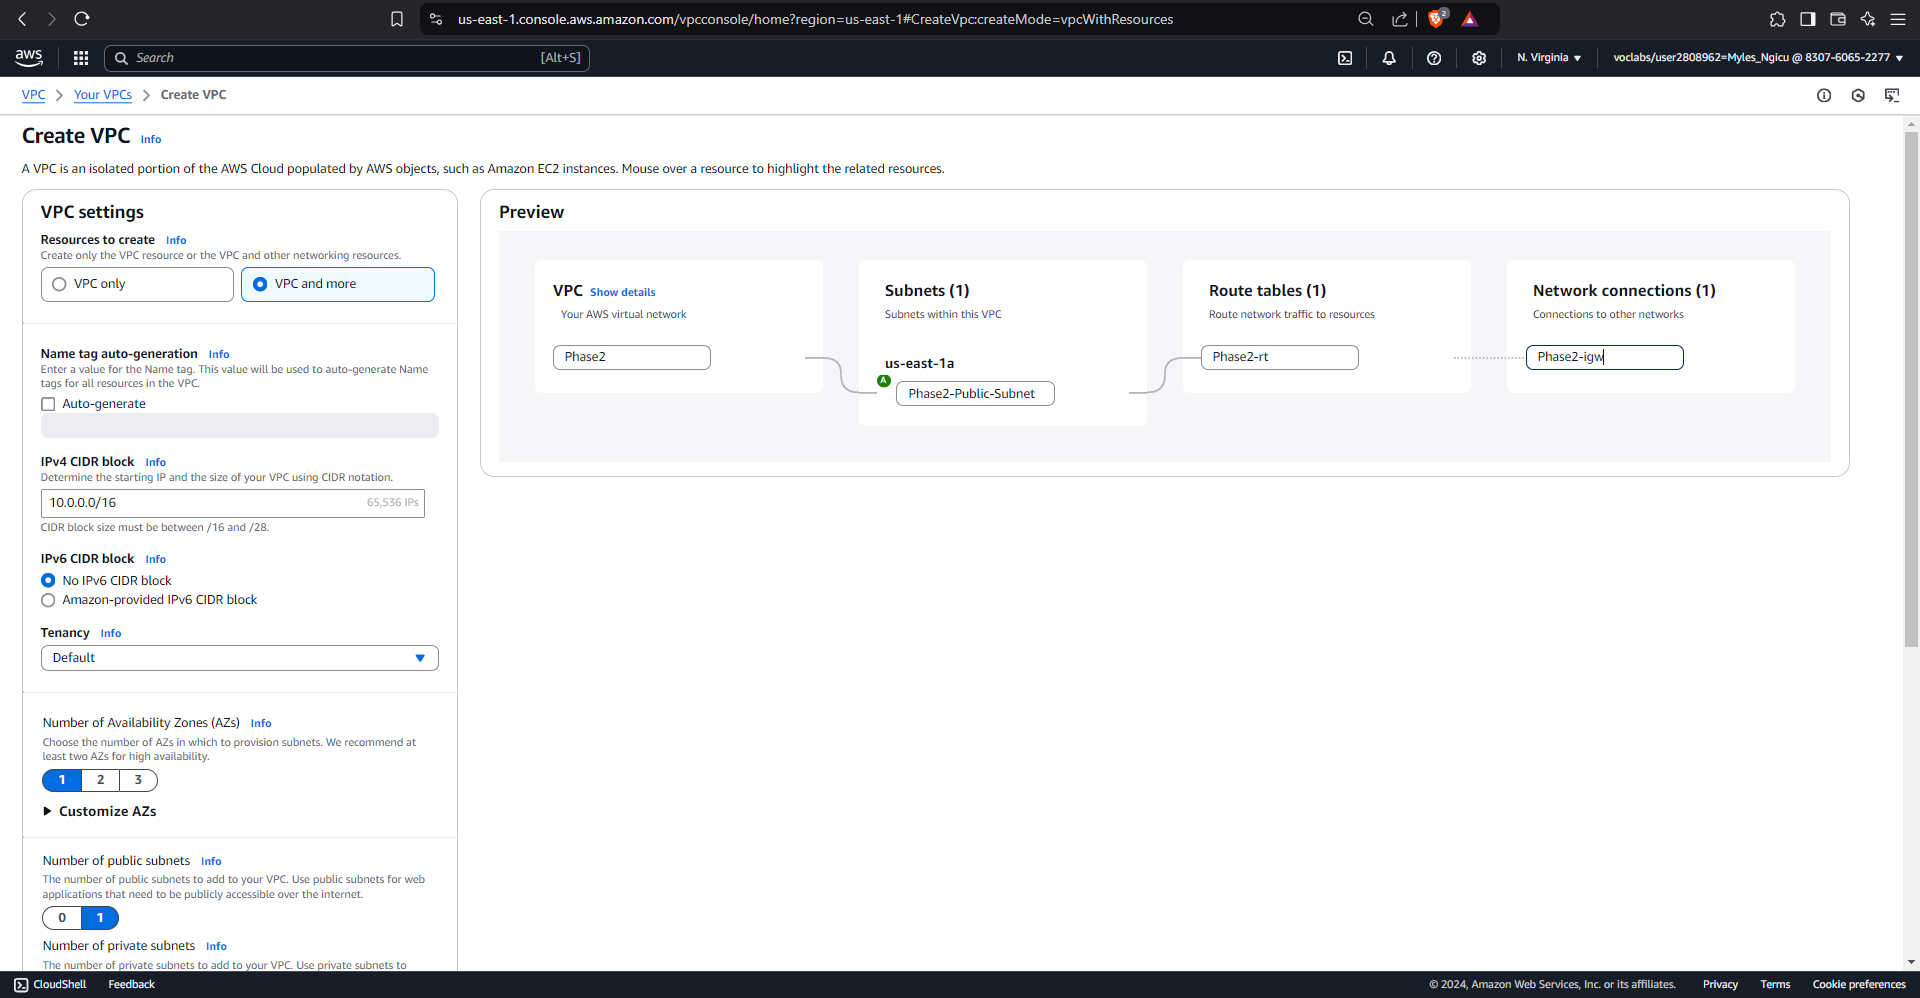 us-east-1.console.aws.amazon.com/vpcconsole/home?region=us-east-1#CreateVpc:createMode=vpcWithResources
2
aws
Search
[Alt+S]
N. Virginia
voclabs/user2808962=Myles_Ngicu @ 8307-6065-2277
VPC
Your VPCs
Create VPC
Create VPC Info
A VPC is an isolated portion of the AWS Cloud populated by AWS objects, such as Amazon EC2 instances. Mouse over a resource to highlight the related resources.
VPC settings
Resources to create Info
Create only the VPC resource or the VPC and other networking resources.
VPC only
VPC and more
Name tag auto-generation Info
Enter a value for the Name tag. This value will be used to auto-generate Name
tags for all resources in the VPC.
Auto-generate
IPv4 CIDR block Info
Determine the starting IP and the size of your VPC using CIDR notation.
10.0.0.0/16
65,536 IPs
CIDR block size must be between /16 and /28.
IPv6 CIDR block Info
No IPv6 CIDR block
Amazon-provided IPv6 CIDR block
Tenancy Info
Default
Number of Availability Zones (AZs) Info
Choose the number of AZs in which to provision subnets. We recommend at
least two AZs for high availability.
1 2 3
Customize AZs
Number of public subnets Info
The number of public subnets to add to your VPC. Use public subnets for web
applications that need to be publicly accessible over the internet.
0 1
Number of private subnets Info
The number of private subnets to add to your VPC. Use private subnets to
Preview
VPC Show details
Your AWS virtual network
Phase2
Subnets (1)
Subnets within this VPC
us-east-1a
A
Phase2-Public-Subnet
Route tables (1)
Route network traffic to resources
Phase2-rt
Network connections (1)
Connections to other networks
Phase2-igw
CloudShell
Feedback
© 2024, Amazon Web Services, Inc. or its affiliates.
Privacy
Terms
Cookie preferences